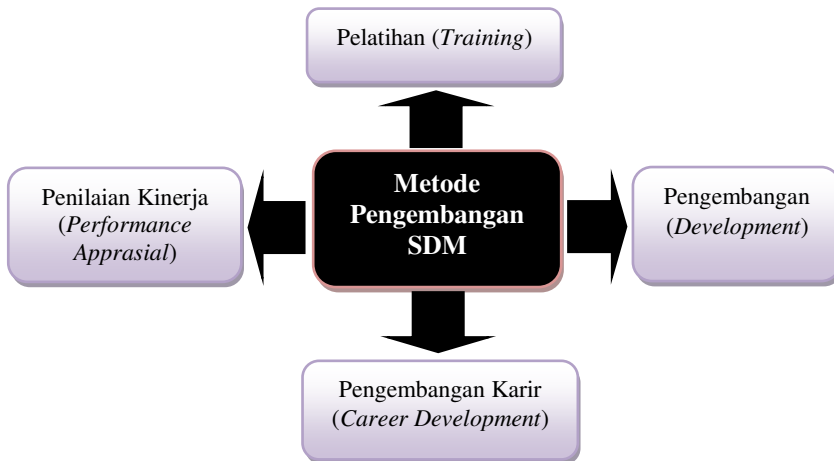 Pelatihan (Training)
Metode
Pengembangan
SDM
Penilaian Kinerja
(Performance
Apprasial)
Pengembangan
(Development)
Pengembangan Karir
(Career Development)